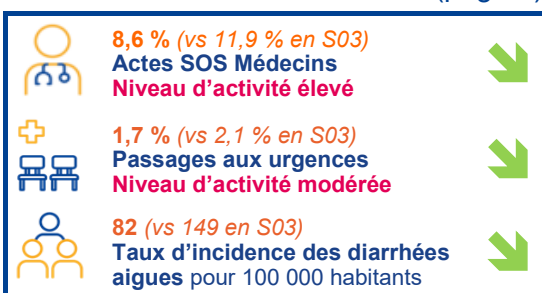 8,6 % (vs 11,9 % en S03)
Actes SOS Médecins
Niveau d’activité élevé
1,7 % (vs 2,1 % en S03)
Passages aux urgences
Niveau d’activité modérée
82 (vs 149 en S03)
Taux d’incidence des diarrhées
aigues pour 100 000 habitants